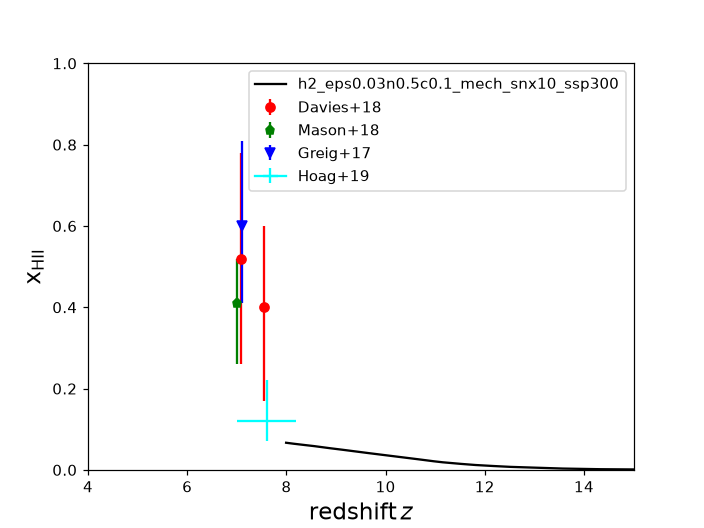 1.0
0.8
0.6
0.4
0.2
0.0
xHII
h2_eps0.03n0.5c0.1_mech_snx10_ssp300
Davies+18
Mason+18
Greig+17
Hoag+19
4 6 8 10 12 14
redshift z